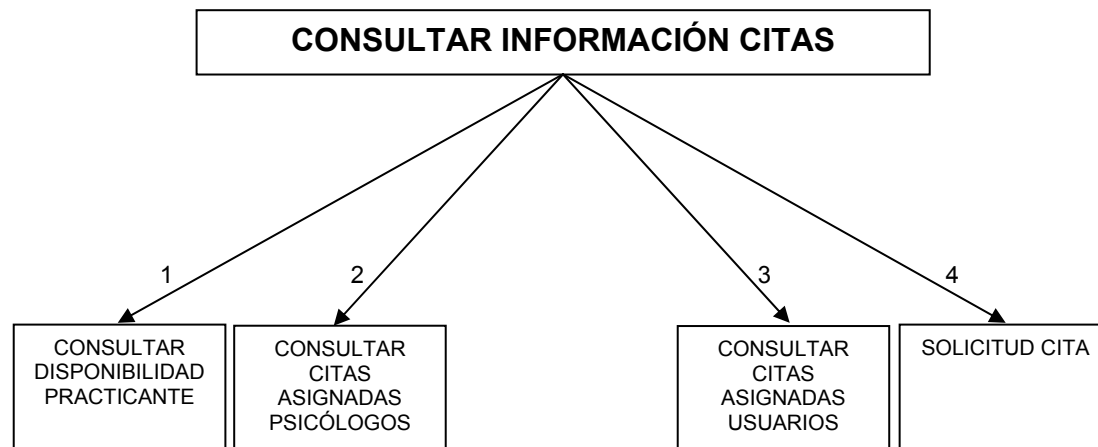 CONSULTAR INFORMACIÓN CITAS
1
2
3
4
CONSULTAR
DISPONIBILIDAD
PRACTICANTE
CONSULTAR
CITAS
ASIGNADAS
PSICÓLOGOS
CONSULTAR
CITAS
ASIGNADAS
USUARIOS
SOLICITUD CITA